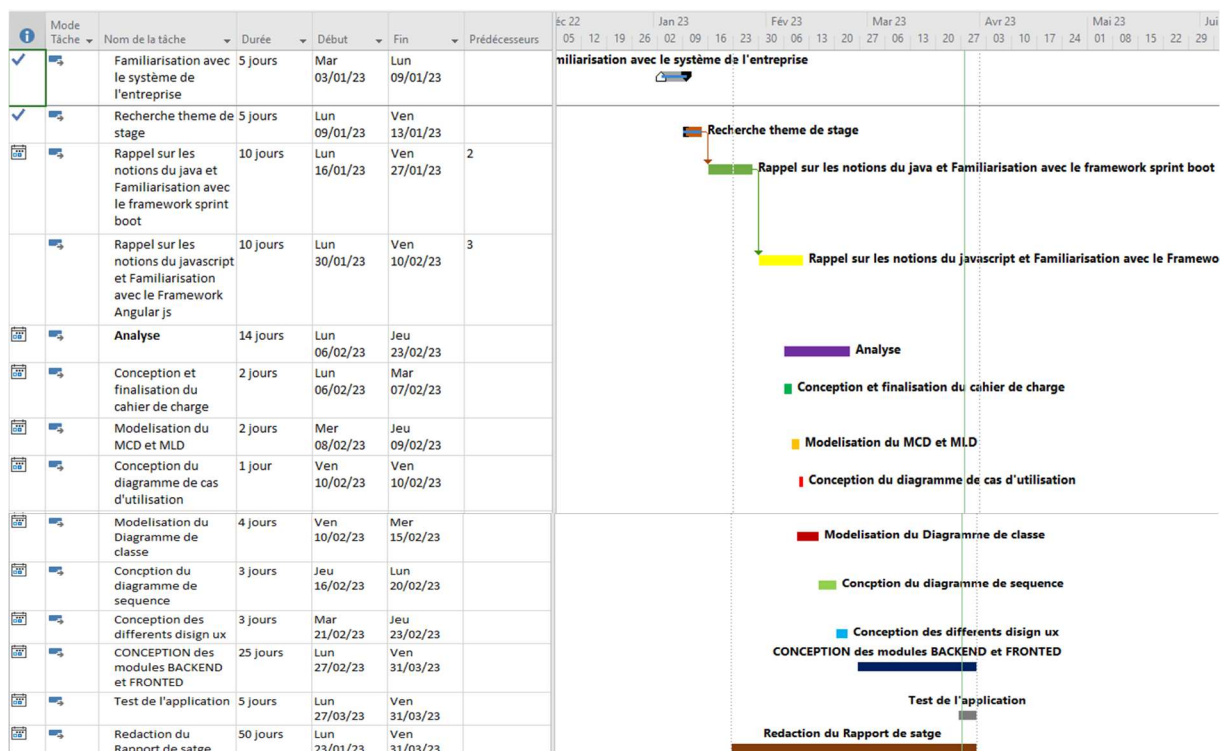 Mode
Tâche Nom de la tâche Durée Début Fin Prédécesseurs
éc 22 Jan 23 Fév 23 Mar 23 Avr 23 Mai 23 Jui
05 12 19 26 02 09 16 23 30 06 13 20 27 06 13 20 27 03 10 17 24 01 08 15 22 29
Familiarisation avec 5 jours Mar Lun
le système de 03/01/23 09/01/23
l'entreprise
miliarisation avec le système de l'entreprise
Recherche theme de 5 jours Lun Ven
stage 09/01/23 13/01/23
Recherche theme de stage
Rappel sur les 10 jours Lun Ven 2
notions du java et 16/01/23 27/01/23
Familiarisation avec
le framework sprint
boot
Rappel sur les notions du java et Familiarisation avec le framework sprint boot
Rappel sur les 10 jours Lun Ven 3
notions du javascript 30/01/23 10/02/23
et Familiarisation
avec le Framework
Angular js
Rappel sur les notions du javascript et Familiarisation avec le Framewo
Analyse 14 jours Lun Jeu
06/02/23 23/02/23
Analyse
Conception et 2 jours Lun Mar
finalisation du 06/02/23 07/02/23
cahier de charge
Conception et finalisation du cahier de charge
Modelisation du 2 jours Mer Jeu
MCD et MLD 08/02/23 09/02/23
Modelisation du MCD et MLD
Conception du 1 jour Ven Ven
diagramme de cas 10/02/23 10/02/23
d'utilisation
Conception du diagramme de cas d'utilisation
Modelisation du 4 jours Ven Mer
Diagramme de 10/02/23 15/02/23
classe
Modelisation du Diagramme de classe
Concption du 3 jours Jeu Lun
diagramme de 16/02/23 20/02/23
sequence
Concption du diagramme de sequence
Conception des 3 jours Mar Jeu
differents disign ux 21/02/23 23/02/23
Conception des differents disign ux
CONCEPTION des 25 jours Lun Ven
modules BACKEND 27/02/23 31/03/23
et FRONTED
CONCEPTION des modules BACKEND et FRONTED
Test de l'application 5 jours Lun Ven
27/03/23 31/03/23
Test de l'application
Redaction du 50 jours Lun Ven
Rapport de satge 23/01/23 31/03/23
Redaction du Rapport de satge